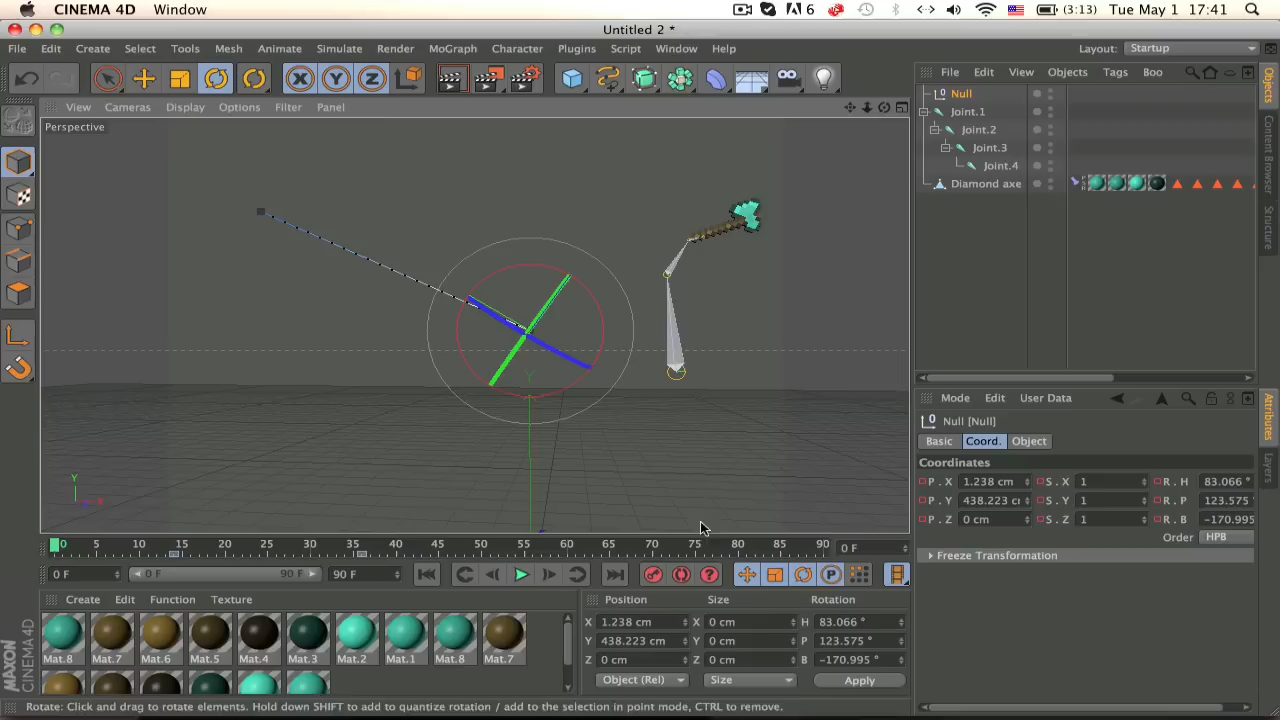 CINEMA 4D Window 6 (3:13) Tue May 1 17:41
Untitled 2 *
File Edit Create Select Tools Mesh Animate Simulate Render MoGraph Character Plugins Script Window Help Layout: Startup
X Y Z
File Edit View Objects Tags Boo
View Cameras Display Options Filter Panel
Perspective
Null
Joint.1
Joint.2
Joint.3
Joint.4
Diamond axe
Objects
Content Browser
Structure
Y
Mode Edit User Data
Null [Null]
Basic Coord. Object
Coordinates
P . X 1.238 cm S . X 1 R . H 83.066 °
P . Y 438.223 c S . Y 1 R . P 123.575 °
P . Z 0 cm S . Z 1 R . B -170.995
Order HPB
Freeze Transformation
Attributes
Layers
Y
X
0 5 10 15 20 25 30 35 40 45 50 55 60 65 70 75 80 85 90 0 F
0 F 0 F 90 F 90 F
P
Create Edit Function Texture
Mat.8 Mat.7 Mat.6 Mat.5 Mat.4 Mat.3 Mat.2 Mat.1 Mat.8 Mat.7
Position Size Rotation
X 1.238 cm X 0 cm H 83.066 °
Y 438.223 cm Y 0 cm P 123.575 °
Z 0 cm Z 0 cm B -170.995 °
Object (Rel) Size Apply
MAXON
CINEMA 4D
Rotate: Click and drag to rotate elements. Hold down SHIFT to add to quantize rotation / add to the selection in point mode, CTRL to remove.